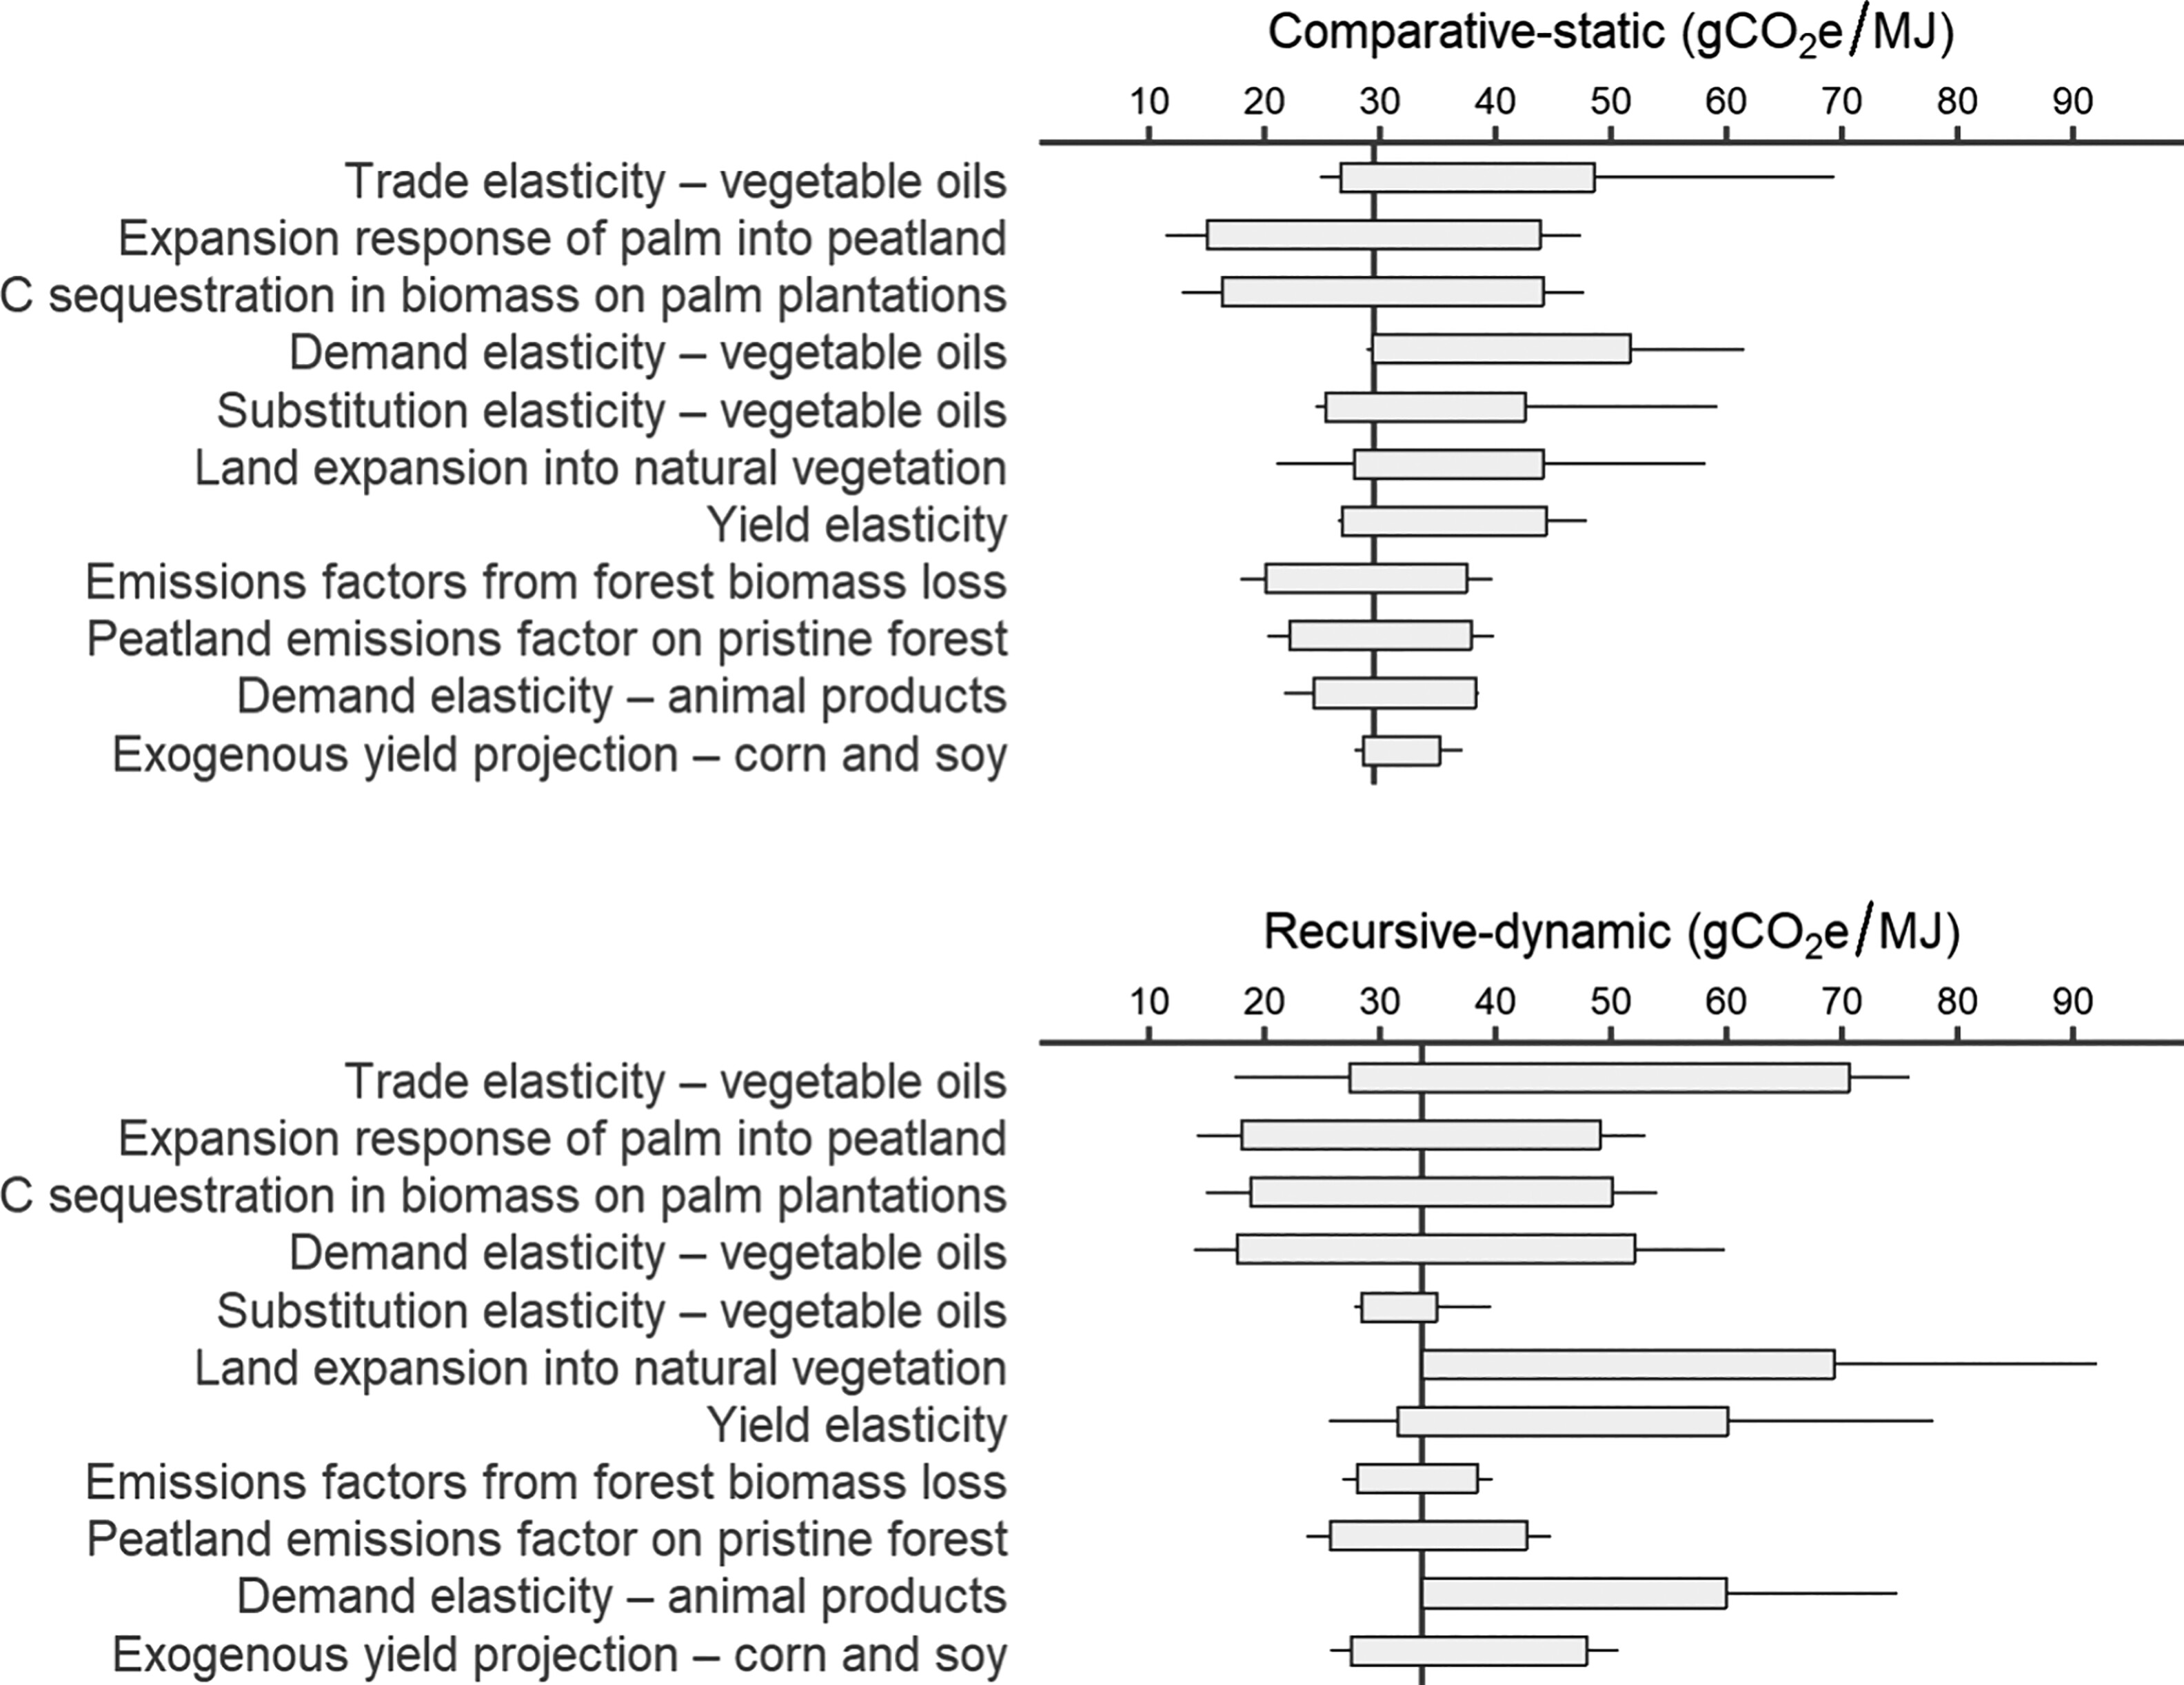 Comparative-static (gCO₂e/MJ)
10 20 30 40 50 60 70 80 90
Trade elasticity – vegetable oils
Expansion response of palm into peatland
C sequestration in biomass on palm plantations
Demand elasticity – vegetable oils
Substitution elasticity – vegetable oils
Land expansion into natural vegetation
Yield elasticity
Emissions factors from forest biomass loss
Peatland emissions factor on pristine forest
Demand elasticity – animal products
Exogenous yield projection – corn and soy
Recursive-dynamic (gCO₂e/MJ)
10 20 30 40 50 60 70 80 90
Trade elasticity – vegetable oils
Expansion response of palm into peatland
C sequestration in biomass on palm plantations
Demand elasticity – vegetable oils
Substitution elasticity – vegetable oils
Land expansion into natural vegetation
Yield elasticity
Emissions factors from forest biomass loss
Peatland emissions factor on pristine forest
Demand elasticity – animal products
Exogenous yield projection – corn and soy